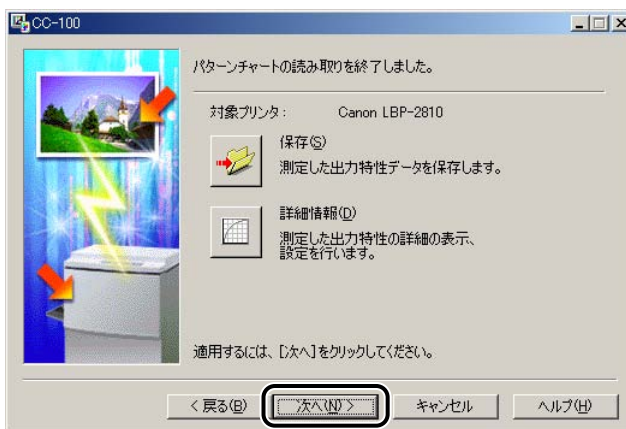 CC-100
パターンチャートの読み取りを終了しました。
対象プリンタ： Canon LBP-2810
保存(S)
測定した出力特性データを保存します。
詳細情報(D)
測定した出力特性の詳細の表示、
設定を行います。
適用するには、[次へ]をクリックしてください。
< 戻る(B) 次へ(N) > キャンセル ヘルプ(H)